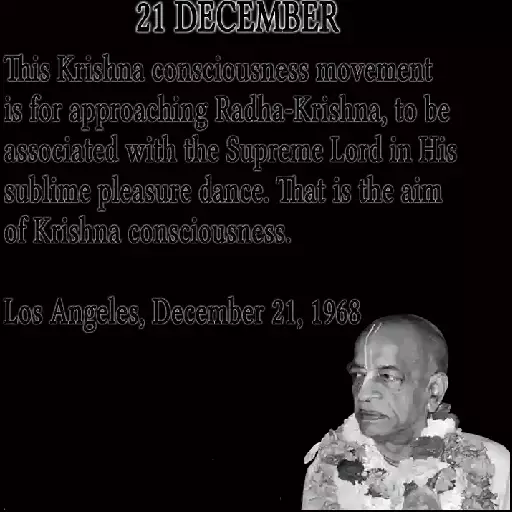 21 DECEMBER
This Krishna consciousness movement
is for approaching Radha-Krishna, to be
associated with the Supreme Lord in His
sublime pleasure dance. That is the aim
of Krishna consciousness.
Los Angeles, December 21, 1968